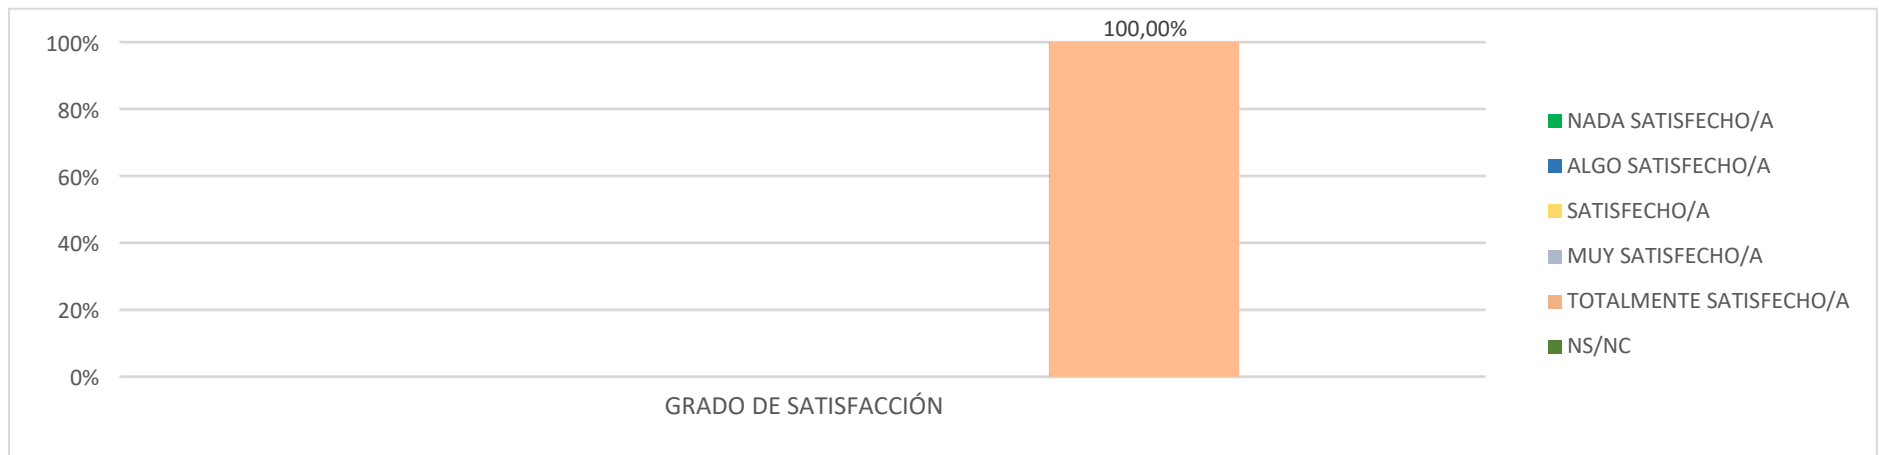 100,00%
100%
80%
60%
40%
20%
0%
GRADO DE SATISFACCIÓN
NADA SATISFECHO/A
ALGO SATISFECHO/A
SATISFECHO/A
MUY SATISFECHO/A
TOTALMENTE SATISFECHO/A
NS/NC